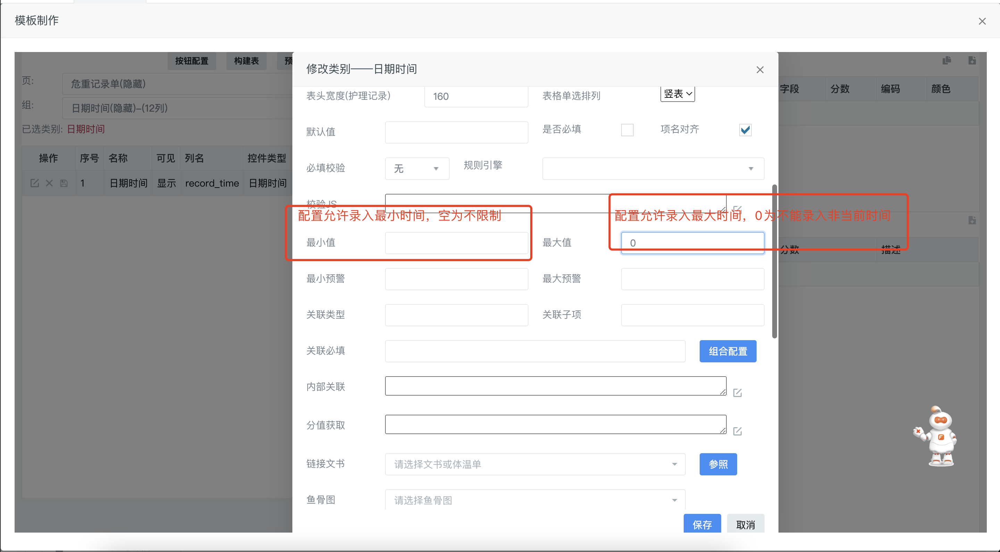 模板制作
按钮配置 构建表 预
修改类别——日期时间
页: 危重记录单(隐藏)
表头宽度(护理记录) 160 表格单选排列 竖表
字段 分数 编码 颜色
组: 日期时间(隐藏)-(12列)
已选类别: 日期时间
默认值 是否必填 项名对齐
操作 序号 名称 可见 列名 控件类型
必填校验 无 规则引擎
1 日期时间 显示 record_time 日期时间
校验JS
配置允许录入最小时间，空为不限制
配置允许录入最大时间，0为不能录入非当前时间
最小值 最大值 0
分数 描述
最小预警 最大预警
关联类型 关联子项
关联必填 组合配置
内部关联
分值获取
链接文书 请选择文书或体温单 参照
鱼骨图 请选择鱼骨图
保存 取消